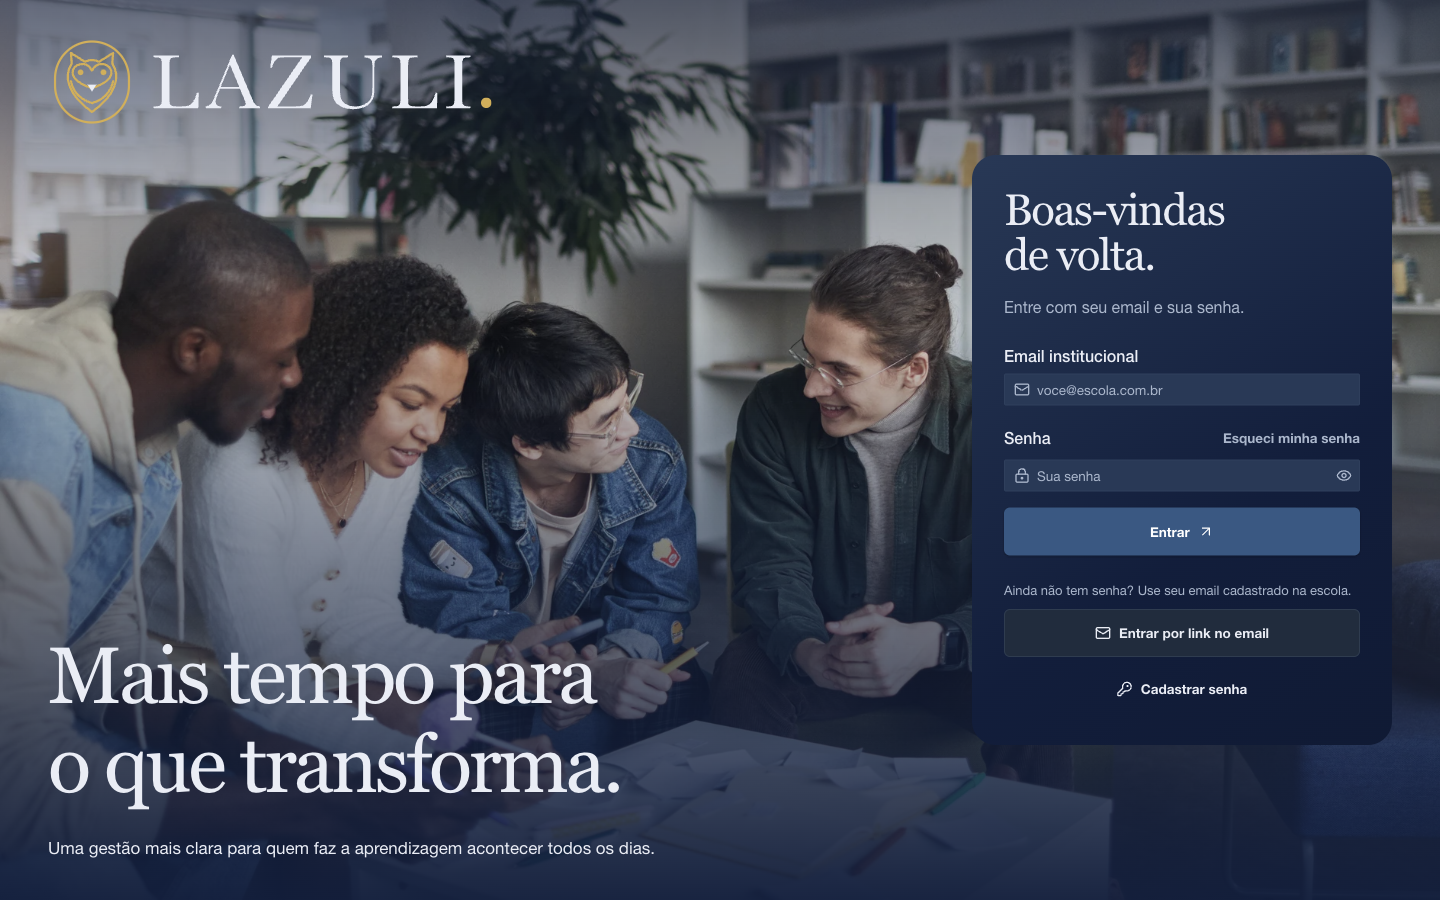 LAZULI.
Mais tempo para
o que transforma.
Uma gestão mais clara para quem faz a aprendizagem acontecer todos os dias.
Boas-vindas
de volta.
Entre com seu email e sua senha.
Email institucional
voce@escola.com.br
Senha
Esqueci minha senha
Sua senha
Entrar
Ainda não tem senha? Use seu email cadastrado na escola.
Entrar por link no email
Cadastrar senha